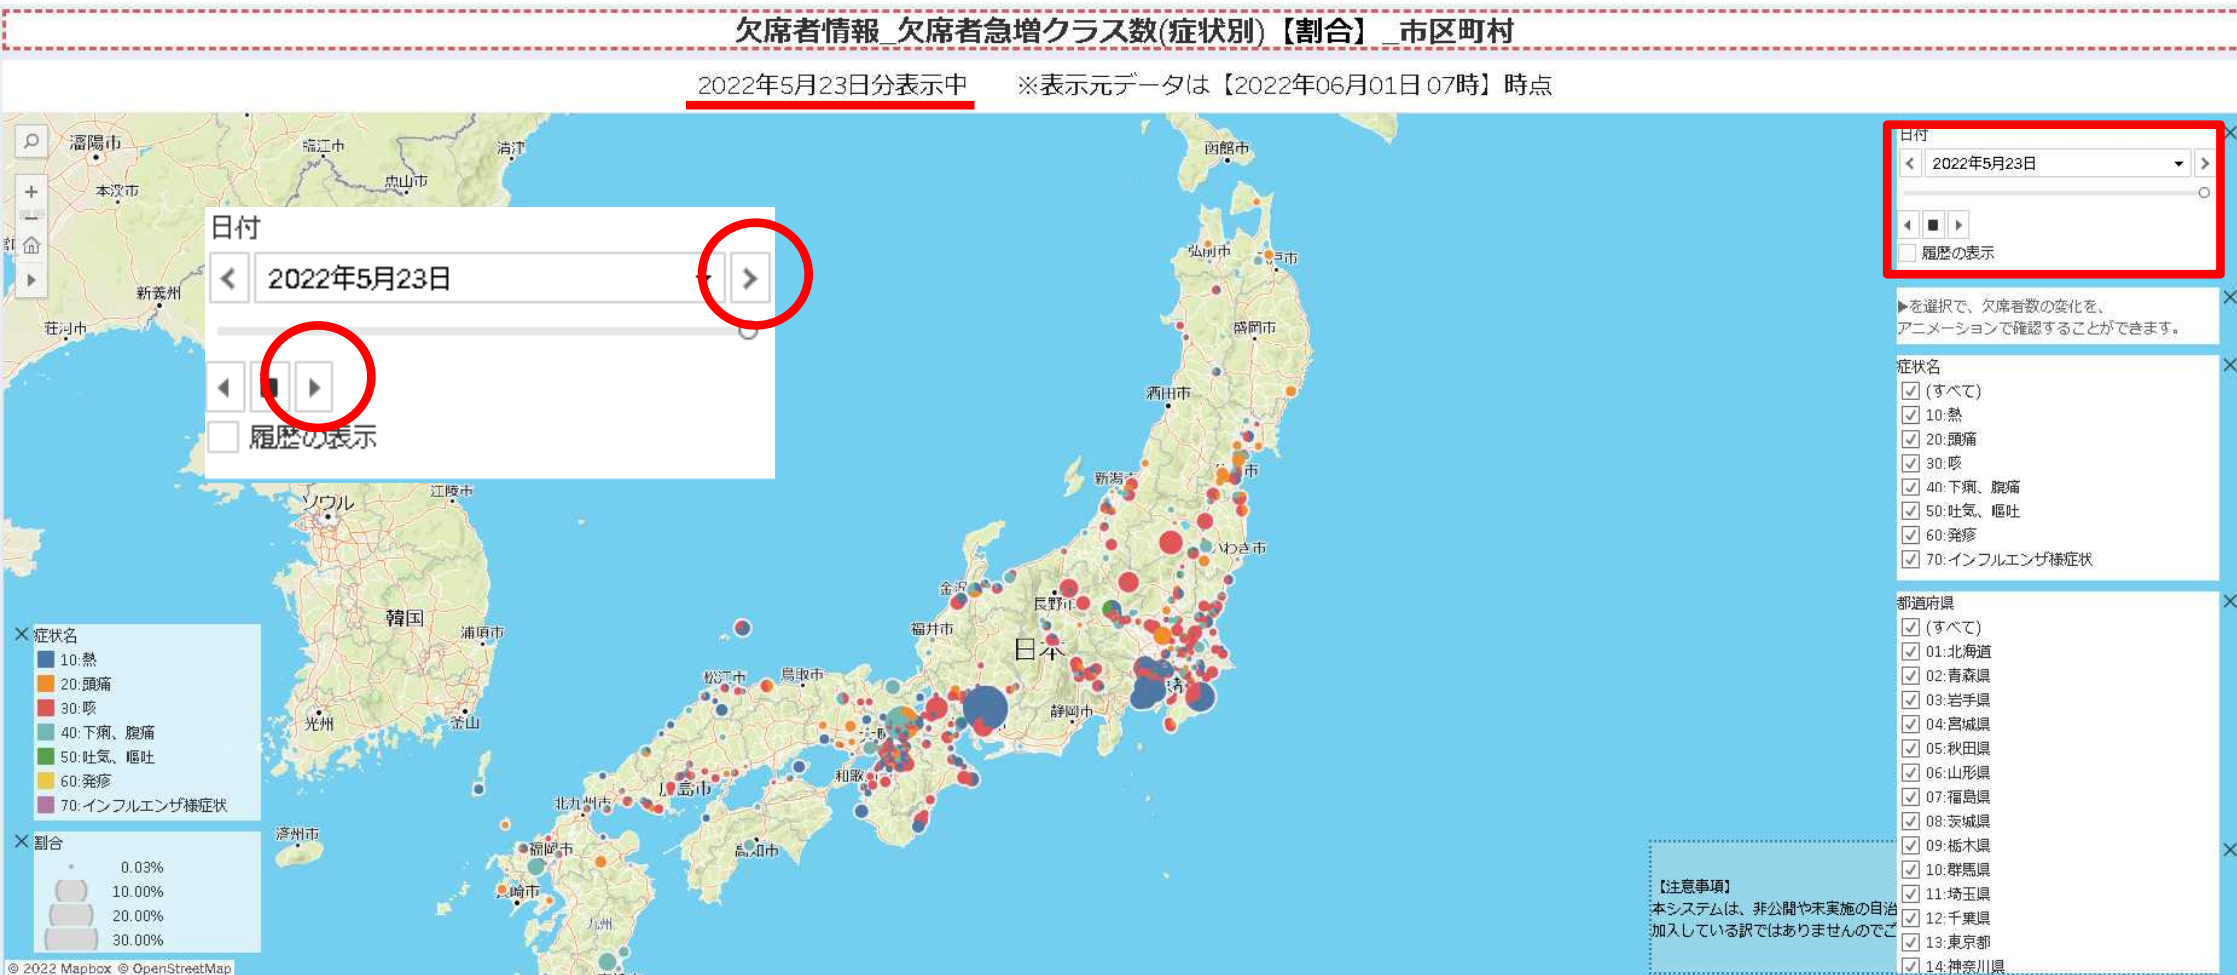 欠席者情報_欠席者急増クラス数(症状別)【割合】_市区町村
2022年5月23日分表示中　※表示元データは【2022年06月01日 07時】時点
瀋陽市
臨江市
清津
本渓市
恵山市
新義州
荘河市
日付
2022年5月23日
履歴の表示
ソウル
江陵市
韓国
浦項市
光州
釜山
済州市
函館市
弘前市
戸市
盛岡市
酒田市
新潟
市
いわき市
金沢
長野市
福井市
日本
静岡市
松江市
鳥取市
和歌
広島市
北九州市
高知市
福岡市
長崎市
九州
症状名
10:熱
20:頭痛
30:咳
40:下痢、腹痛
50:吐気、嘔吐
60:発疹
70:インフルエンザ様症状
割合
0.03%
10.00%
20.00%
30.00%
© 2022 Mapbox © OpenStreetMap
日付
2022年5月23日
履歴の表示
▶を選択で、欠席者数の変化を、
アニメーションで確認することができます。
症状名
(すべて)
10:熱
20:頭痛
30:咳
40:下痢、腹痛
50:吐気、嘔吐
60:発疹
70:インフルエンザ様症状
都道府県
(すべて)
01:北海道
02:青森県
03:岩手県
04:宮城県
05:秋田県
06:山形県
07:福島県
08:茨城県
09:栃木県
10:群馬県
11:埼玉県
12:千葉県
13:東京都
14:神奈川県
【注意事項】
本システムは、非公開や未実施の自治
加入している訳ではありませんのでご